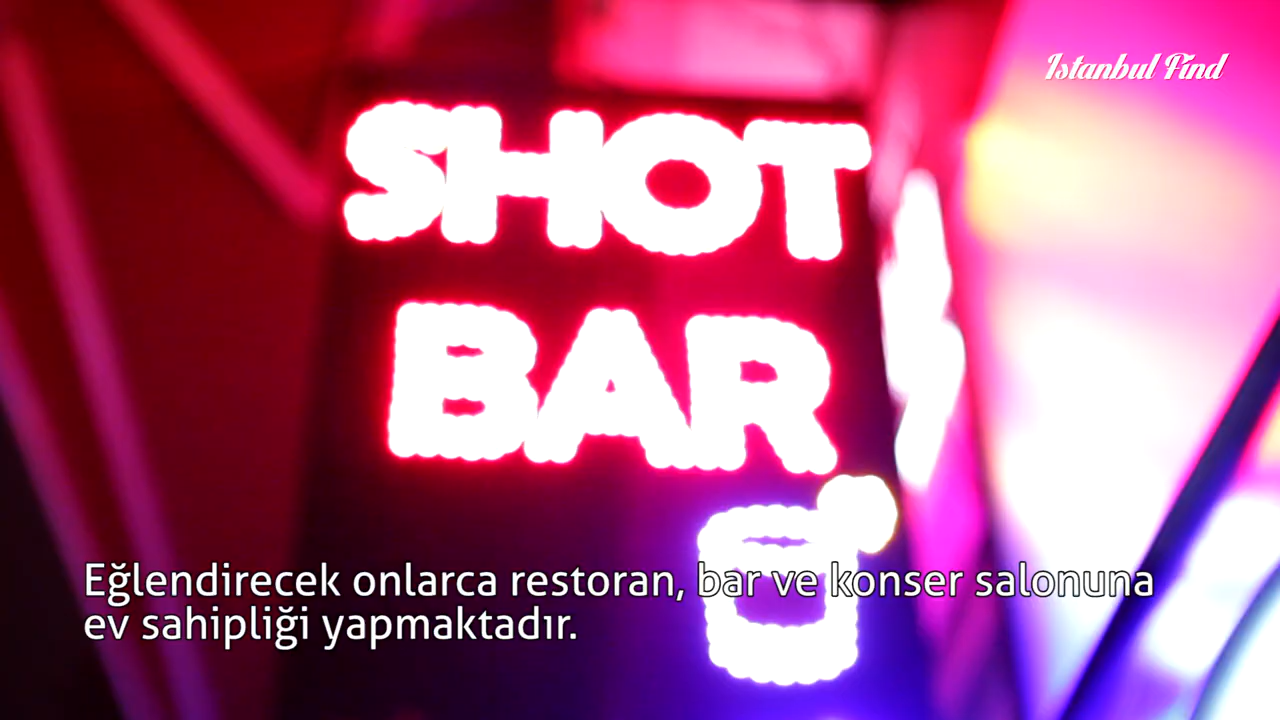 Istanbul Find
SHOT
BAR
Eğlendirecek onlarca restoran, bar ve konser salonuna
ev sahipliği yapmaktadır.